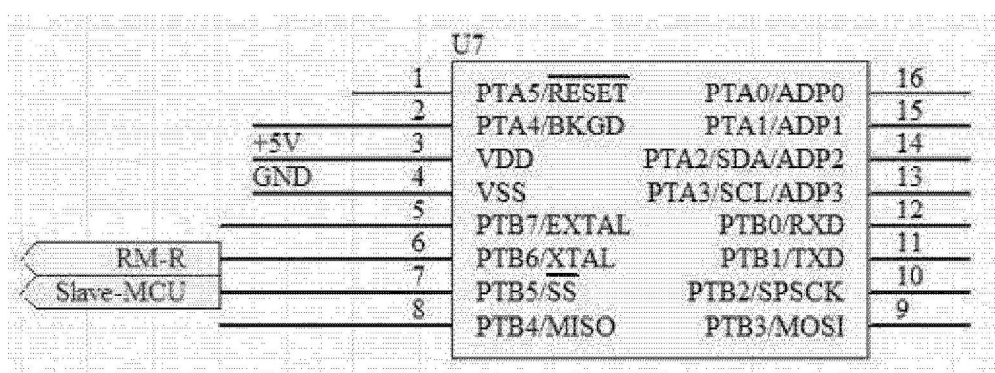 U7
1 PTA5/RESET PTA0/ADP0 16
2 PTA4/BKGD PTA1/ADP1 15
+5V 3 VDD PTA2/SDA/ADP2 14
GND 4 VSS PTA3/SCL/ADP3 13
5 PTB7/EXTAL PTB0/RXD 12
RM-R 6 PTB6/XTAL PTB1/TXD 11
Slave-MCU 7 PTB5/SS PTB2/SPSCK 10
8 PTB4/MISO PTB3/MOSI 9